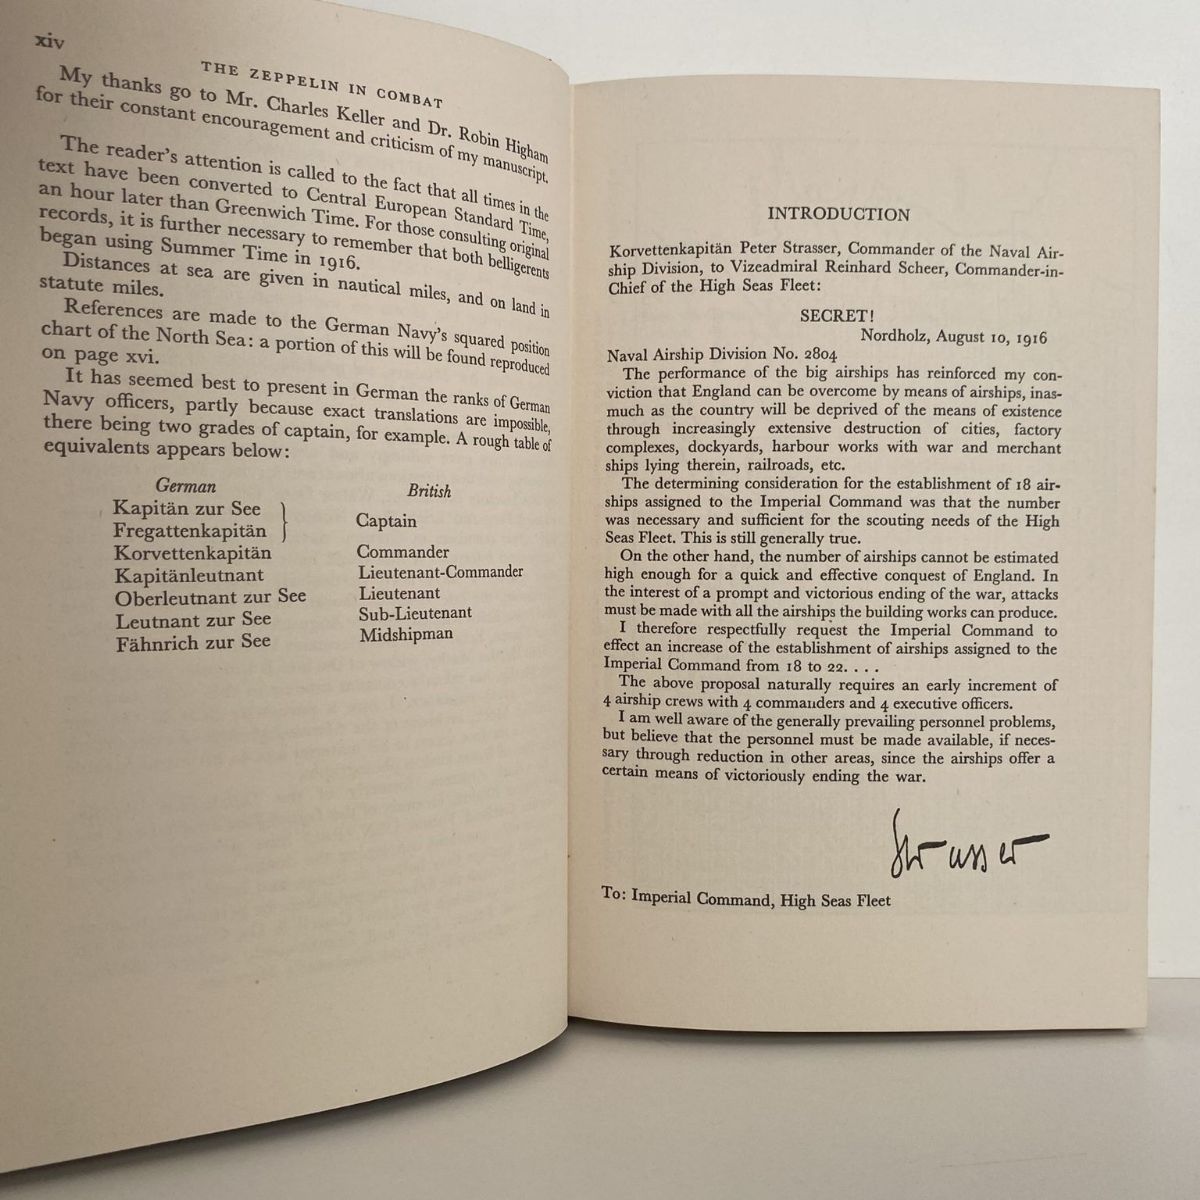 xiv
THE ZEPPELIN IN COMBAT
My thanks go to Mr. Charles Keller and Dr. Robin Higham
for their constant encouragement and criticism of my manuscript.
The reader's attention is called to the fact that all times in the
text have been converted to Central European Standard Time,
an hour later than Greenwich Time. For those consulting original
records, it is further necessary to remember that both belligerents
began using Summer Time in 1916.
Distances at sea are given in nautical miles, and on land in
statute miles.
References are made to the German Navy's squared position
chart of the North Sea: a portion of this will be found reproduced
on page xvi.
It has seemed best to present in German the ranks of German
Navy officers, partly because exact translations are impossible,
there being two grades of captain, for example. A rough table of
equivalents appears below:
German British
Kapitän zur See
Fregattenkapitän } Captain
Korvettenkapitän Commander
Kapitänleutnant Lieutenant-Commander
Oberleutnant zur See Lieutenant
Leutnant zur See Sub-Lieutenant
Fähnrich zur See Midshipman
INTRODUCTION
Korvettenkapitän Peter Strasser, Commander of the Naval Air-
ship Division, to Vizeadmiral Reinhard Scheer, Commander-in-
Chief of the High Seas Fleet:
SECRET!
Nordholz, August 10, 1916
Naval Airship Division No. 2804
The performance of the big airships has reinforced my con-
viction that England can be overcome by means of airships, inas-
much as the country will be deprived of the means of existence
through increasingly extensive destruction of cities, factory
complexes, dockyards, harbour works with war and merchant
ships lying therein, railroads, etc.
The determining consideration for the establishment of 18 air-
ships assigned to the Imperial Command was that the number
was necessary and sufficient for the scouting needs of the High
Seas Fleet. This is still generally true.
On the other hand, the number of airships cannot be estimated
high enough for a quick and effective conquest of England. In
the interest of a prompt and victorious ending of the war, attacks
must be made with all the airships the building works can produce.
I therefore respectfully request the Imperial Command to
effect an increase of the establishment of airships assigned to the
Imperial Command from 18 to 22. . . .
The above proposal naturally requires an early increment of
4 airship crews with 4 commanders and 4 executive officers.
I am well aware of the generally prevailing personnel problems,
but believe that the personnel must be made available, if neces-
sary through reduction in other areas, since the airships offer a
certain means of victoriously ending the war.
Strasser
To: Imperial Command, High Seas Fleet